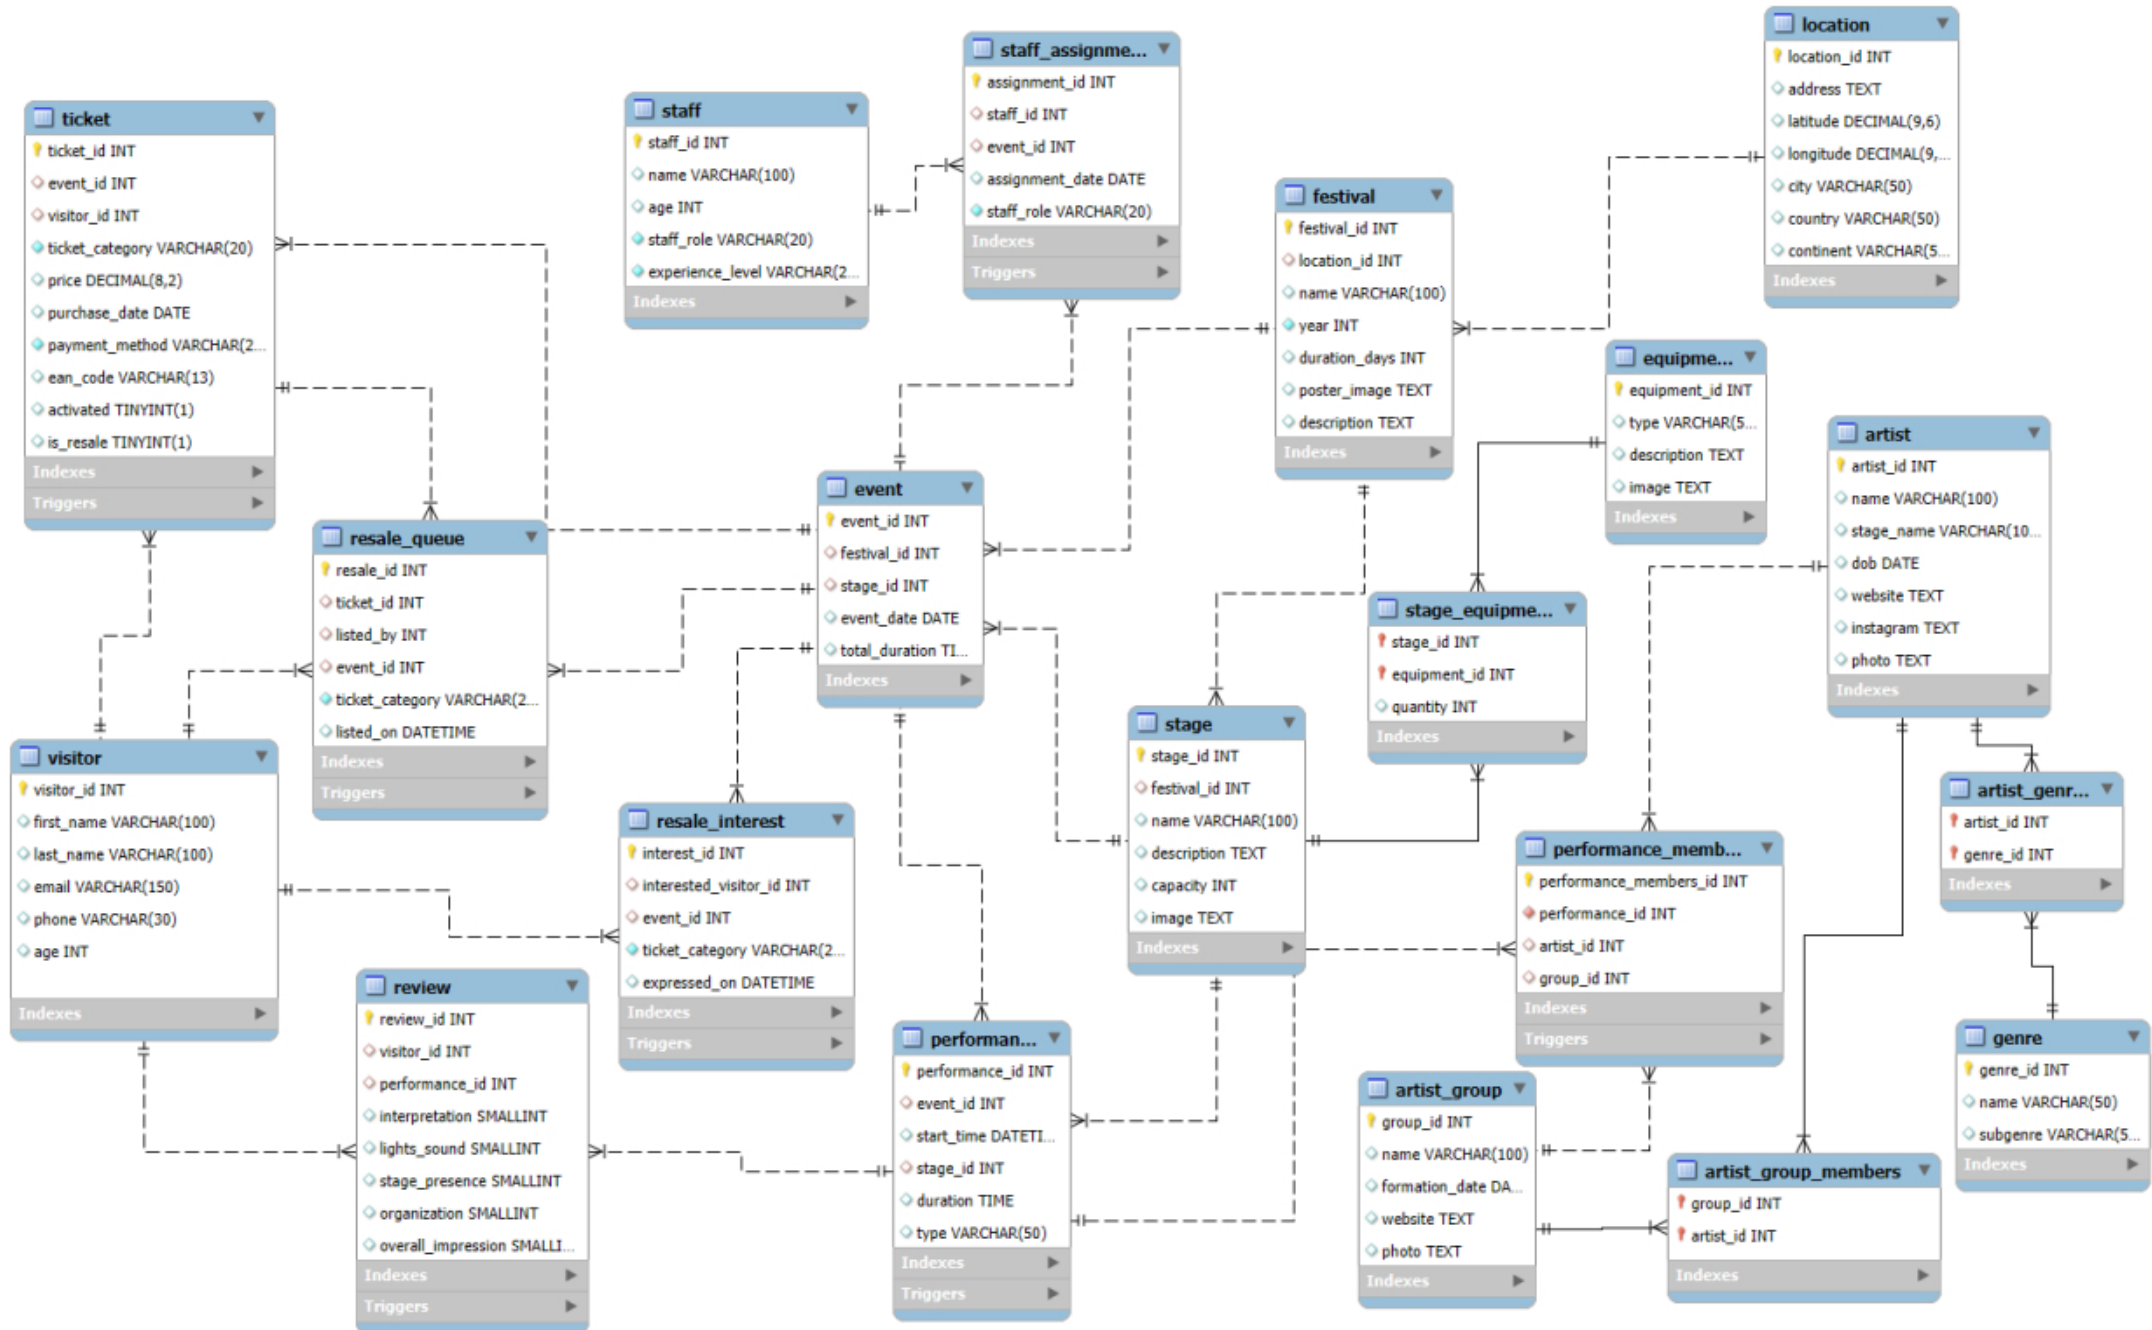 ticket
ticket_id INT
event_id INT
visitor_id INT
ticket_category VARCHAR(20)
price DECIMAL(8,2)
purchase_date DATE
payment_method VARCHAR(2...
ean_code VARCHAR(13)
activated TINYINT(1)
is_resale TINYINT(1)
Indexes
Triggers
staff
staff_id INT
name VARCHAR(100)
age INT
staff_role VARCHAR(20)
experience_level VARCHAR(2...
Indexes
staff_assignme...
assignment_id INT
staff_id INT
event_id INT
assignment_date DATE
staff_role VARCHAR(20)
Indexes
Triggers
festival
festival_id INT
location_id INT
name VARCHAR(100)
year INT
duration_days INT
poster_image TEXT
description TEXT
Indexes
location
location_id INT
address TEXT
latitude DECIMAL(9,6)
longitude DECIMAL(9,...
city VARCHAR(50)
country VARCHAR(50)
continent VARCHAR(5...
Indexes
equipme...
equipment_id INT
type VARCHAR(5...
description TEXT
image TEXT
Indexes
artist
artist_id INT
name VARCHAR(100)
stage_name VARCHAR(10...
dob DATE
website TEXT
instagram TEXT
photo TEXT
Indexes
resale_queue
resale_id INT
ticket_id INT
listed_by INT
event_id INT
ticket_category VARCHAR(2...
listed_on DATETIME
Indexes
Triggers
event
event_id INT
festival_id INT
stage_id INT
event_date DATE
total_duration TI...
Indexes
stage_equipme...
stage_id INT
equipment_id INT
quantity INT
Indexes
stage
stage_id INT
festival_id INT
name VARCHAR(100)
description TEXT
capacity INT
image TEXT
Indexes
visitor
visitor_id INT
first_name VARCHAR(100)
last_name VARCHAR(100)
email VARCHAR(150)
phone VARCHAR(30)
age INT
Indexes
resale_interest
interest_id INT
interested_visitor_id INT
event_id INT
ticket_category VARCHAR(2...
expressed_on DATETIME
Indexes
Triggers
performance_memb...
performance_members_id INT
performance_id INT
artist_id INT
group_id INT
Indexes
Triggers
artist_genr...
artist_id INT
genre_id INT
Indexes
review
review_id INT
visitor_id INT
performance_id INT
interpretation SMALLINT
lights_sound SMALLINT
stage_presence SMALLINT
organization SMALLINT
overall_impression SMALLI...
Indexes
Triggers
performan...
performance_id INT
event_id INT
start_time DATETI...
stage_id INT
duration TIME
type VARCHAR(50)
Indexes
Triggers
artist_group
group_id INT
name VARCHAR(100)
formation_date DA...
website TEXT
photo TEXT
Indexes
artist_group_members
group_id INT
artist_id INT
Indexes
genre
genre_id INT
name VARCHAR(50)
subgenre VARCHAR(5...
Indexes